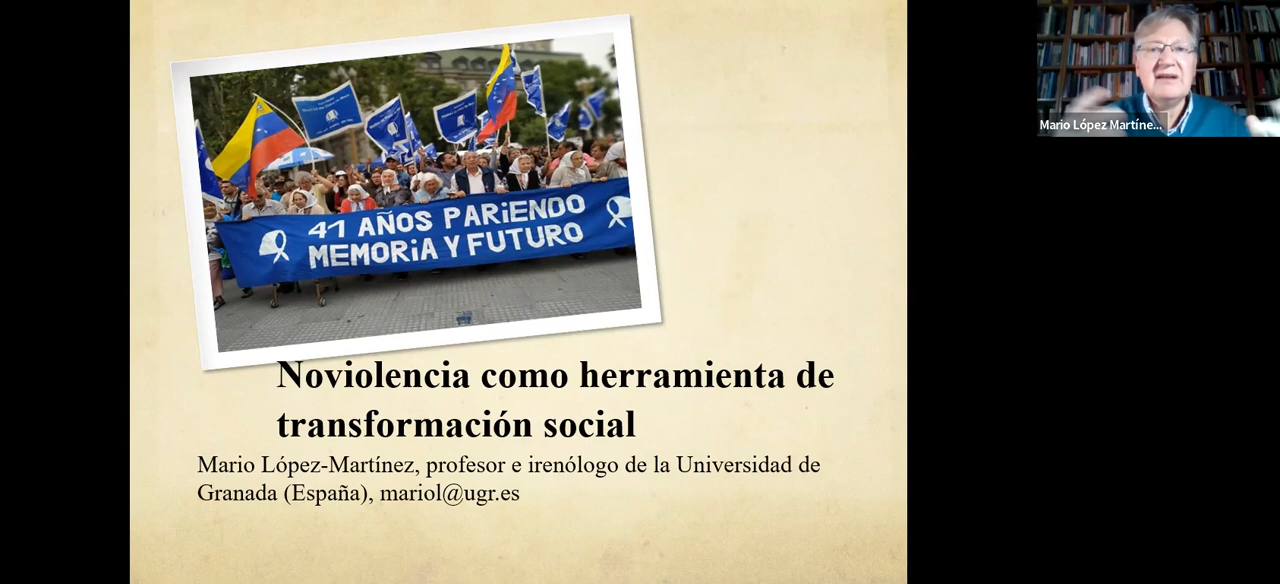 41 AÑOS PARiENDO
MEMORiA Y FUTURO
Noviolencia como herramienta de
transformación social
Mario López-Martínez, profesor e irenólogo de la Universidad de
Granada (España), mariol@ugr.es
Mario López Martíne...